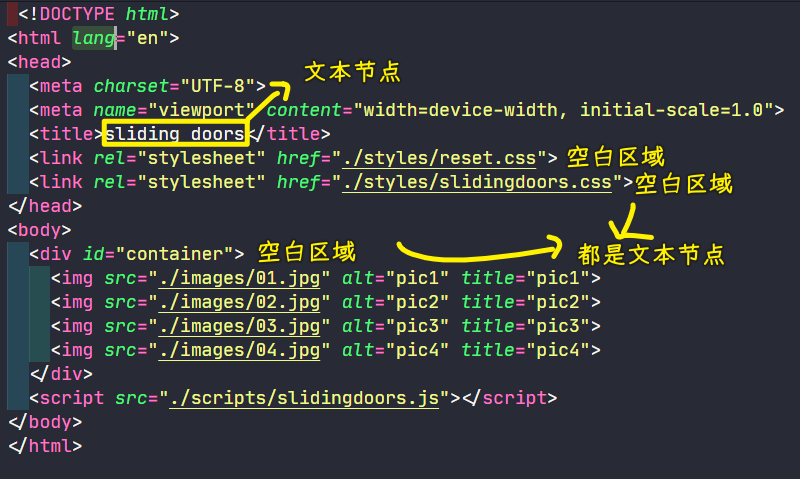 <!DOCTYPE html>
<html lang="en">
<head>
<meta charset="UTF-8"> 文本节点
<meta name="viewport" content="width=device-width, initial-scale=1.0">
<title>sliding doors</title>
<link rel="stylesheet" href="./styles/reset.css"> 空白区域
<link rel="stylesheet" href="./styles/slidingdoors.css"> 空白区域
</head>
<body>
<div id="container"> 空白区域 都是文本节点
<img src="./images/01.jpg" alt="pic1" title="pic1">
<img src="./images/02.jpg" alt="pic2" title="pic2">
<img src="./images/03.jpg" alt="pic3" title="pic3">
<img src="./images/04.jpg" alt="pic4" title="pic4">
</div>
<script src="./scripts/slidingdoors.js"></script>
</body>
</html>